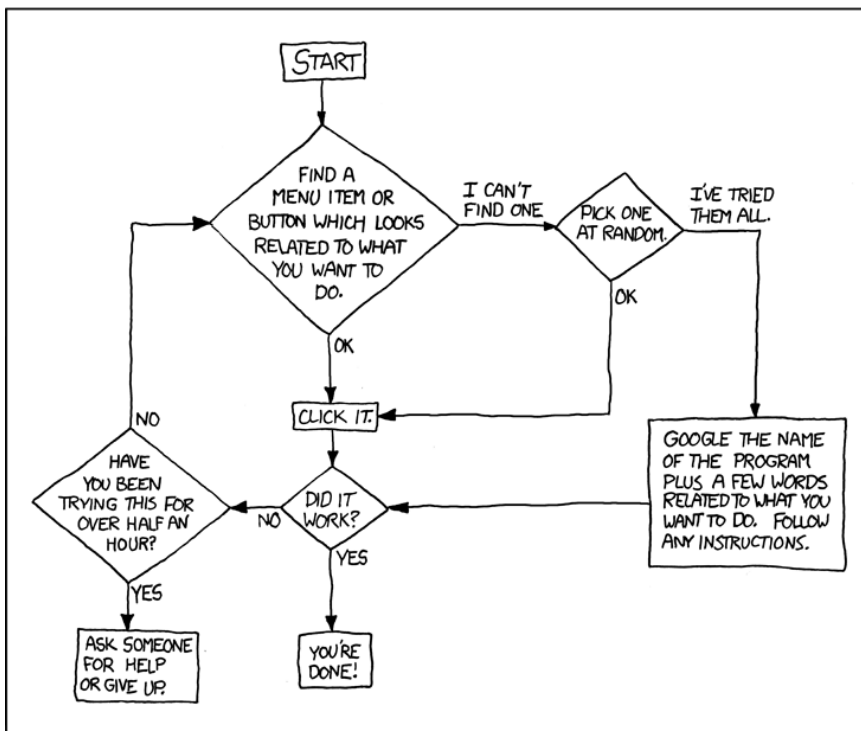 START
FIND A
MENU ITEM OR
BUTTON WHICH LOOKS
RELATED TO WHAT
YOU WANT TO
DO.
I CAN'T
FIND ONE
PICK ONE
AT RANDOM.
I'VE TRIED
THEM ALL.
OK
OK
CLICK IT.
NO
HAVE
YOU BEEN
TRYING THIS FOR
OVER HALF AN
HOUR?
NO
DID IT
WORK?
GOOGLE THE NAME
OF THE PROGRAM
PLUS A FEW WORDS
RELATED TO WHAT YOU
WANT TO DO. FOLLOW
ANY INSTRUCTIONS.
YES
YES
ASK SOMEONE
FOR HELP
OR GIVE UP.
YOU'RE
DONE!